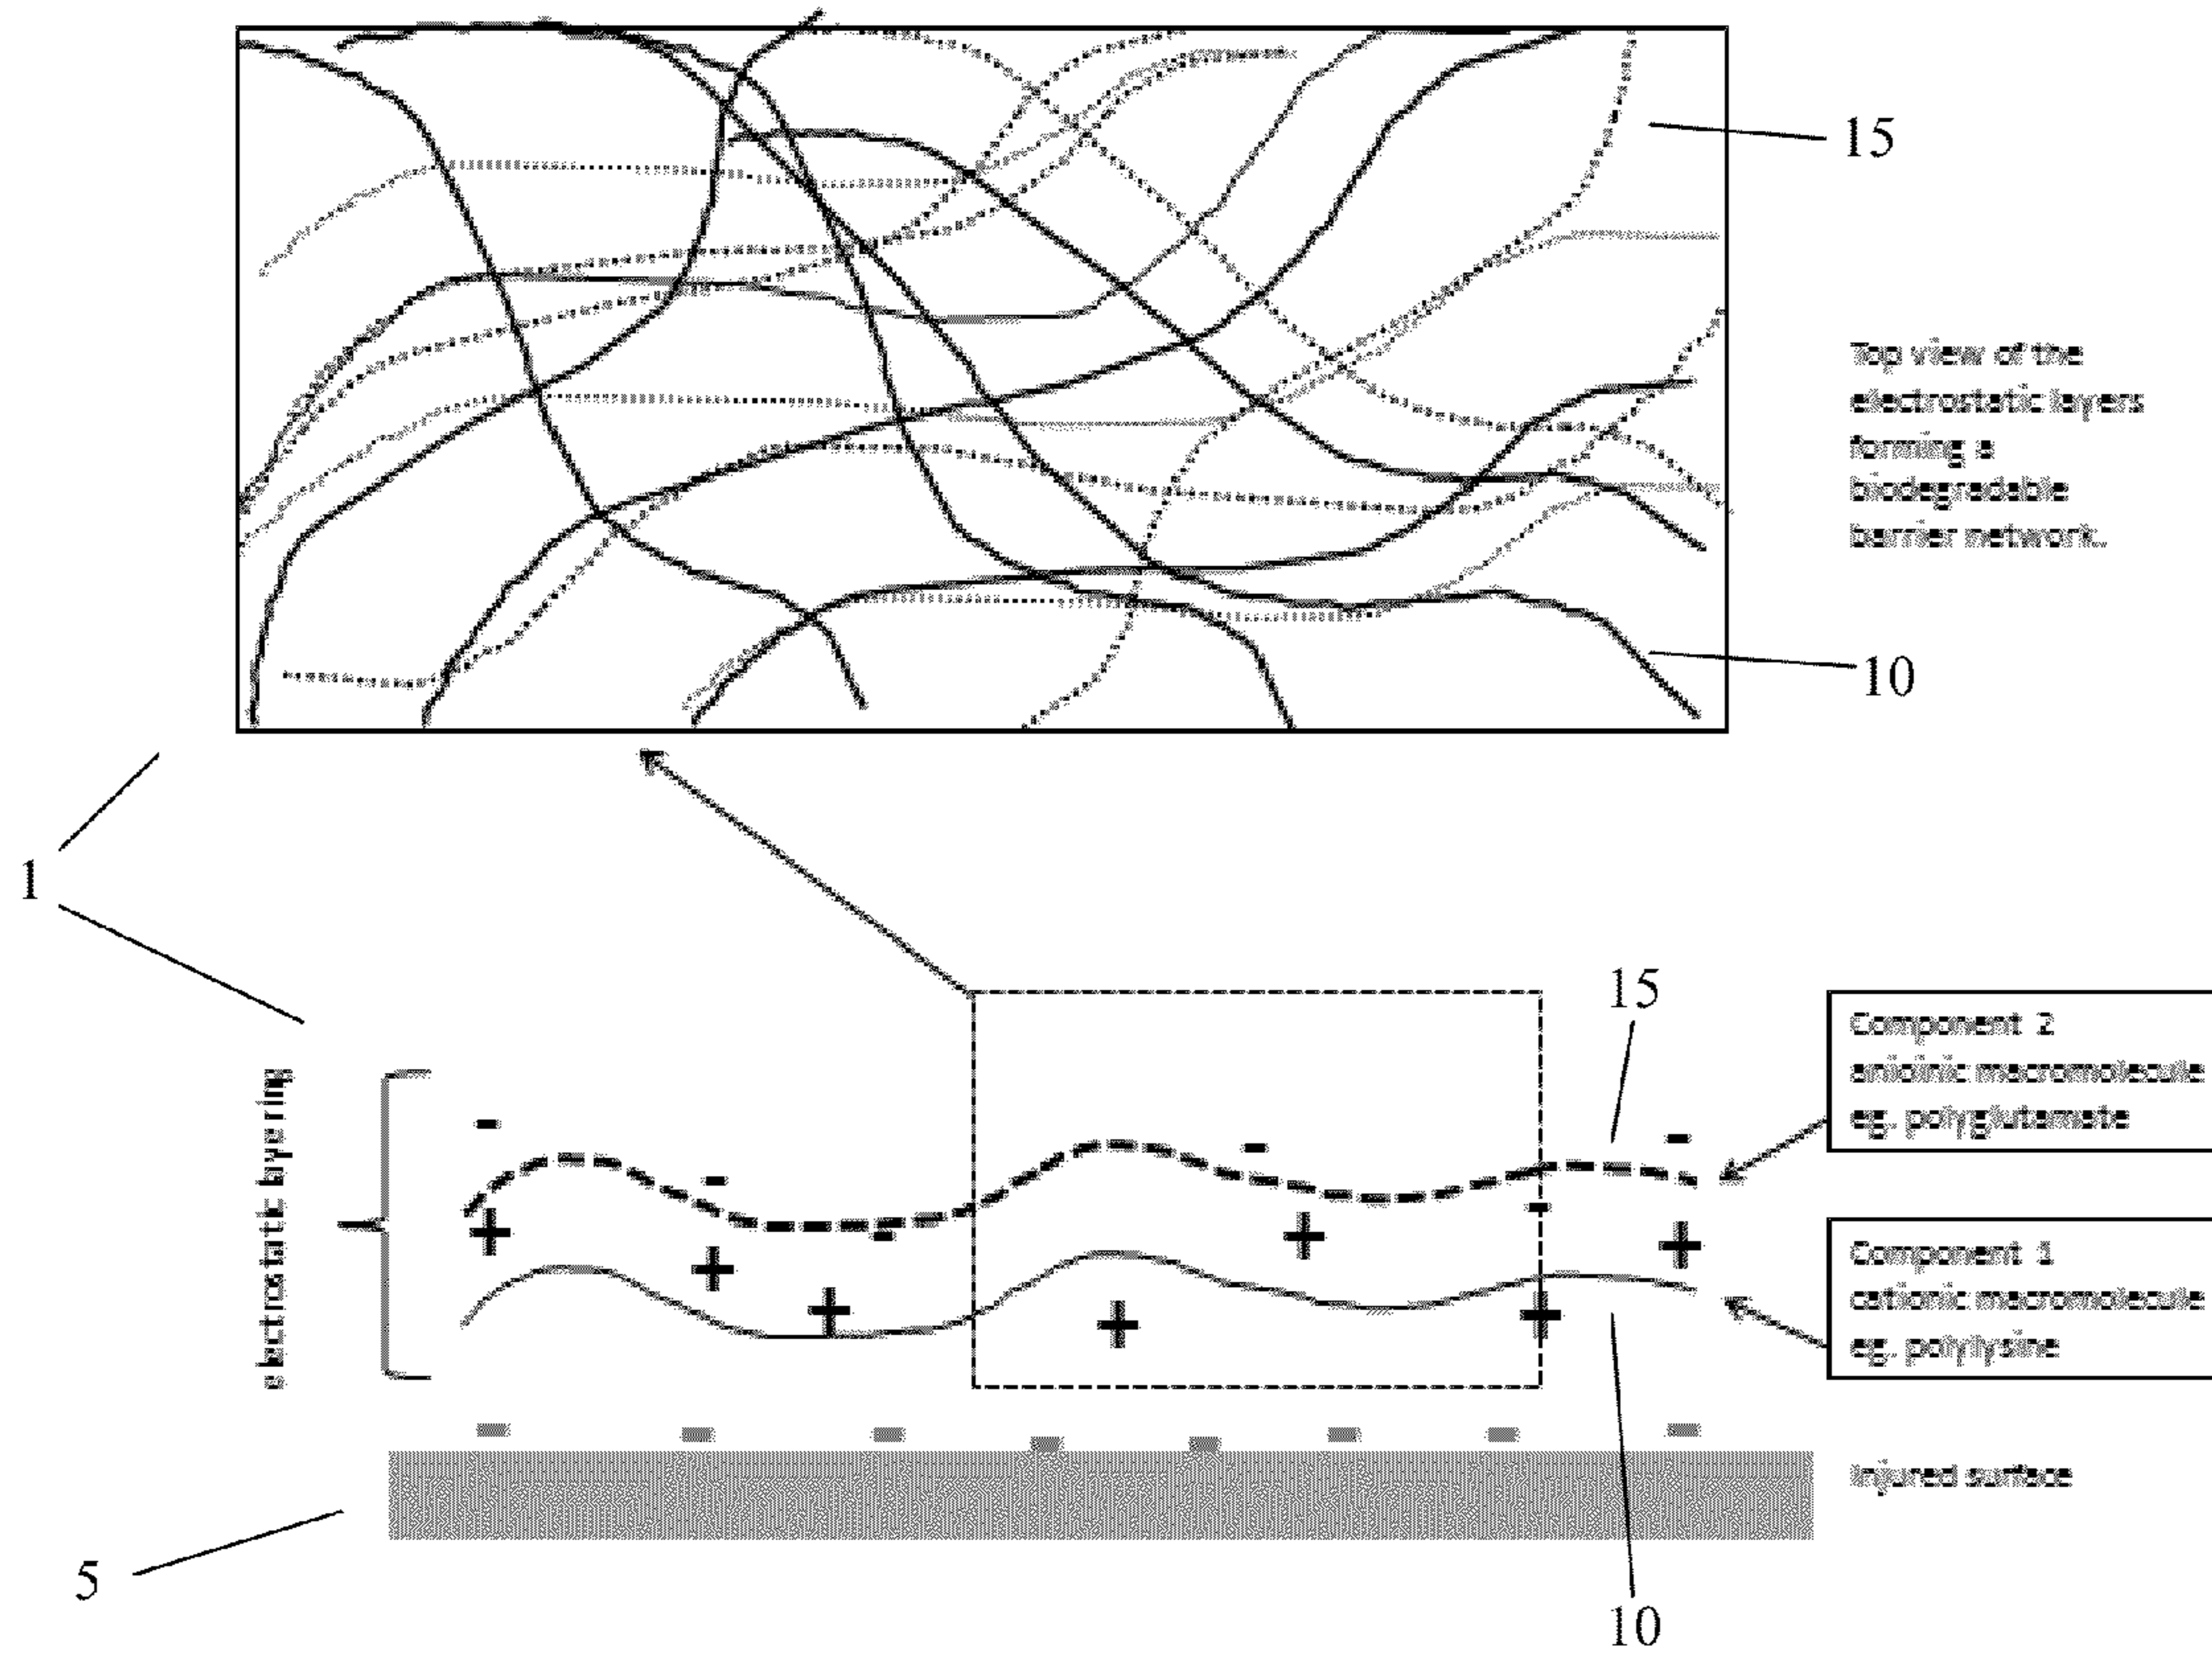 15
Top view of the
electrostatic layers
forming a
biodegradable
barrier network.
10
1
electrostatic layering
15
Component 2
anioinic macromolecule
eg. polyglutamate
Component 1
cationic macromolecule
eg. polylysine
Injured surface
5
10